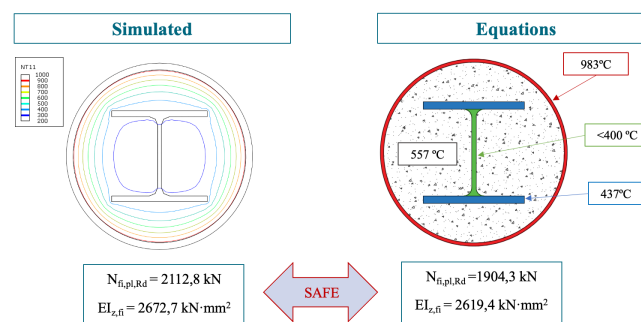 Simulated
Equations
NT11
1000
900
800
700
600
500
400
300
200
983ºC
<400 ºC
557 ºC
437ºC
Nfi,pl,Rd = 2112,8 kN
EIz,fi = 2672,7 kN·mm²
SAFE
Nfi,pl,Rd = 1904,3 kN
EIz,fi = 2619,4 kN·mm²